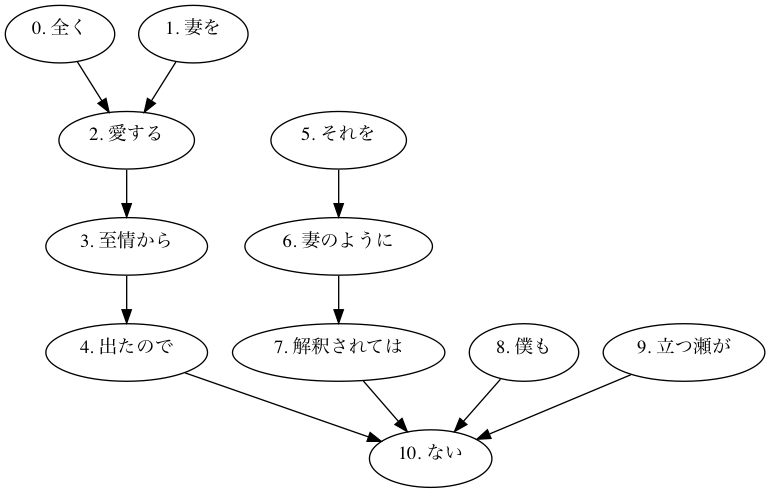 0. 全く
1. 妻を
2. 愛する
5. それを
3. 至情から
6. 妻のように
4. 出たので
7. 解釈されては
8. 僕も
9. 立つ瀬が
10. ない